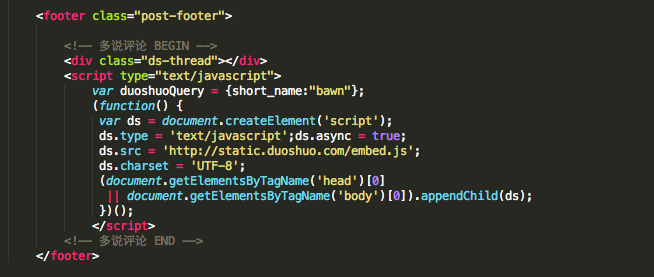 <footer class="post-footer">
<!-- 多说评论 BEGIN -->
<div class="ds-thread"></div>
<script type="text/javascript">
var duoshuoQuery = {short_name:"bawn"};
(function() {
var ds = document.createElement('script');
ds.type = 'text/javascript';ds.async = true;
ds.src = 'http://static.duoshuo.com/embed.js';
ds.charset = 'UTF-8';
(document.getElementsByTagName('head')[0]
|| document.getElementsByTagName('body')[0]).appendChild(ds);
})();
</script>
<!-- 多说评论 END -->
</footer>